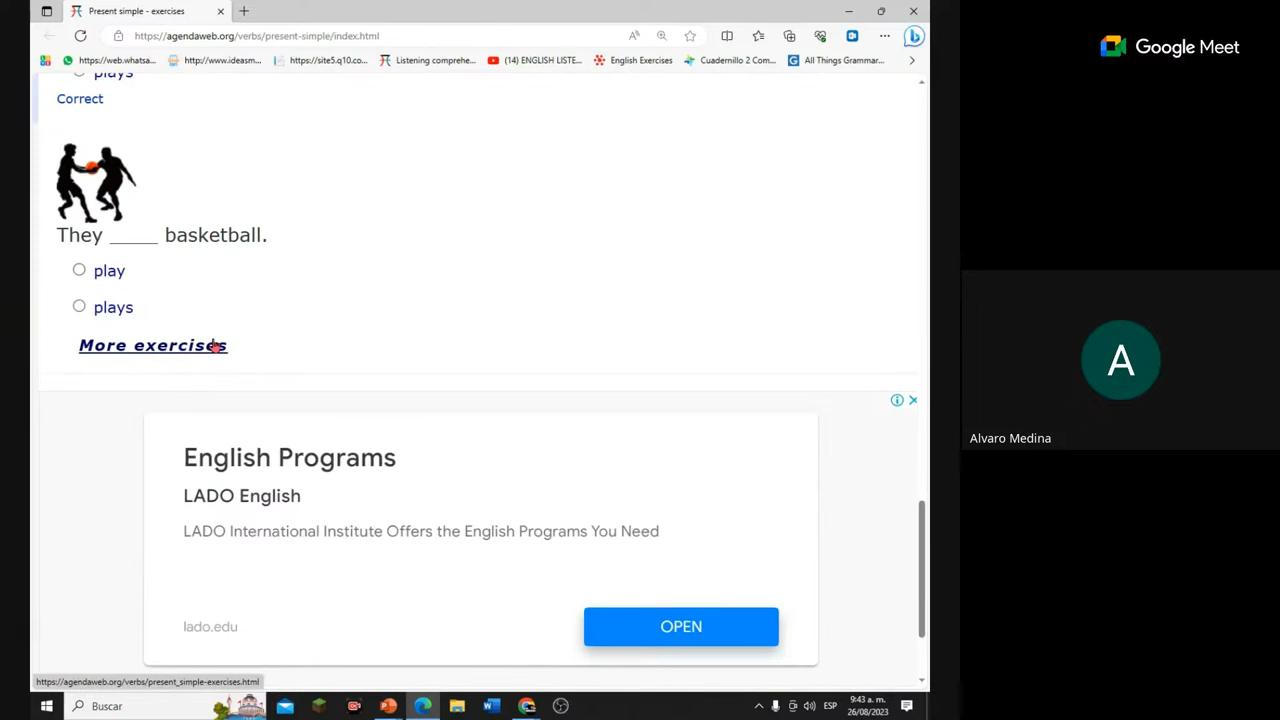 Present simple - exercises
Google Meet
https://agendaweb.org/verbs/present-simple/index.html
https://web.whatsa...
http://www.ideasm...
https://site5.q10.co...
Listening comprehe...
(14) ENGLISH LISTE...
English Exercises
Cuadernillo 2 Com...
All Things Grammar...
plays
Correct
They _____ basketball.
play
plays
More exercises
English Programs
LADO English
LADO International Institute Offers the English Programs You Need
lado.edu
OPEN
A
Alvaro Medina
https://agendaweb.org/verbs/present_simple-exercises.html
Buscar
ESP
9:43 a. m.
26/08/2023